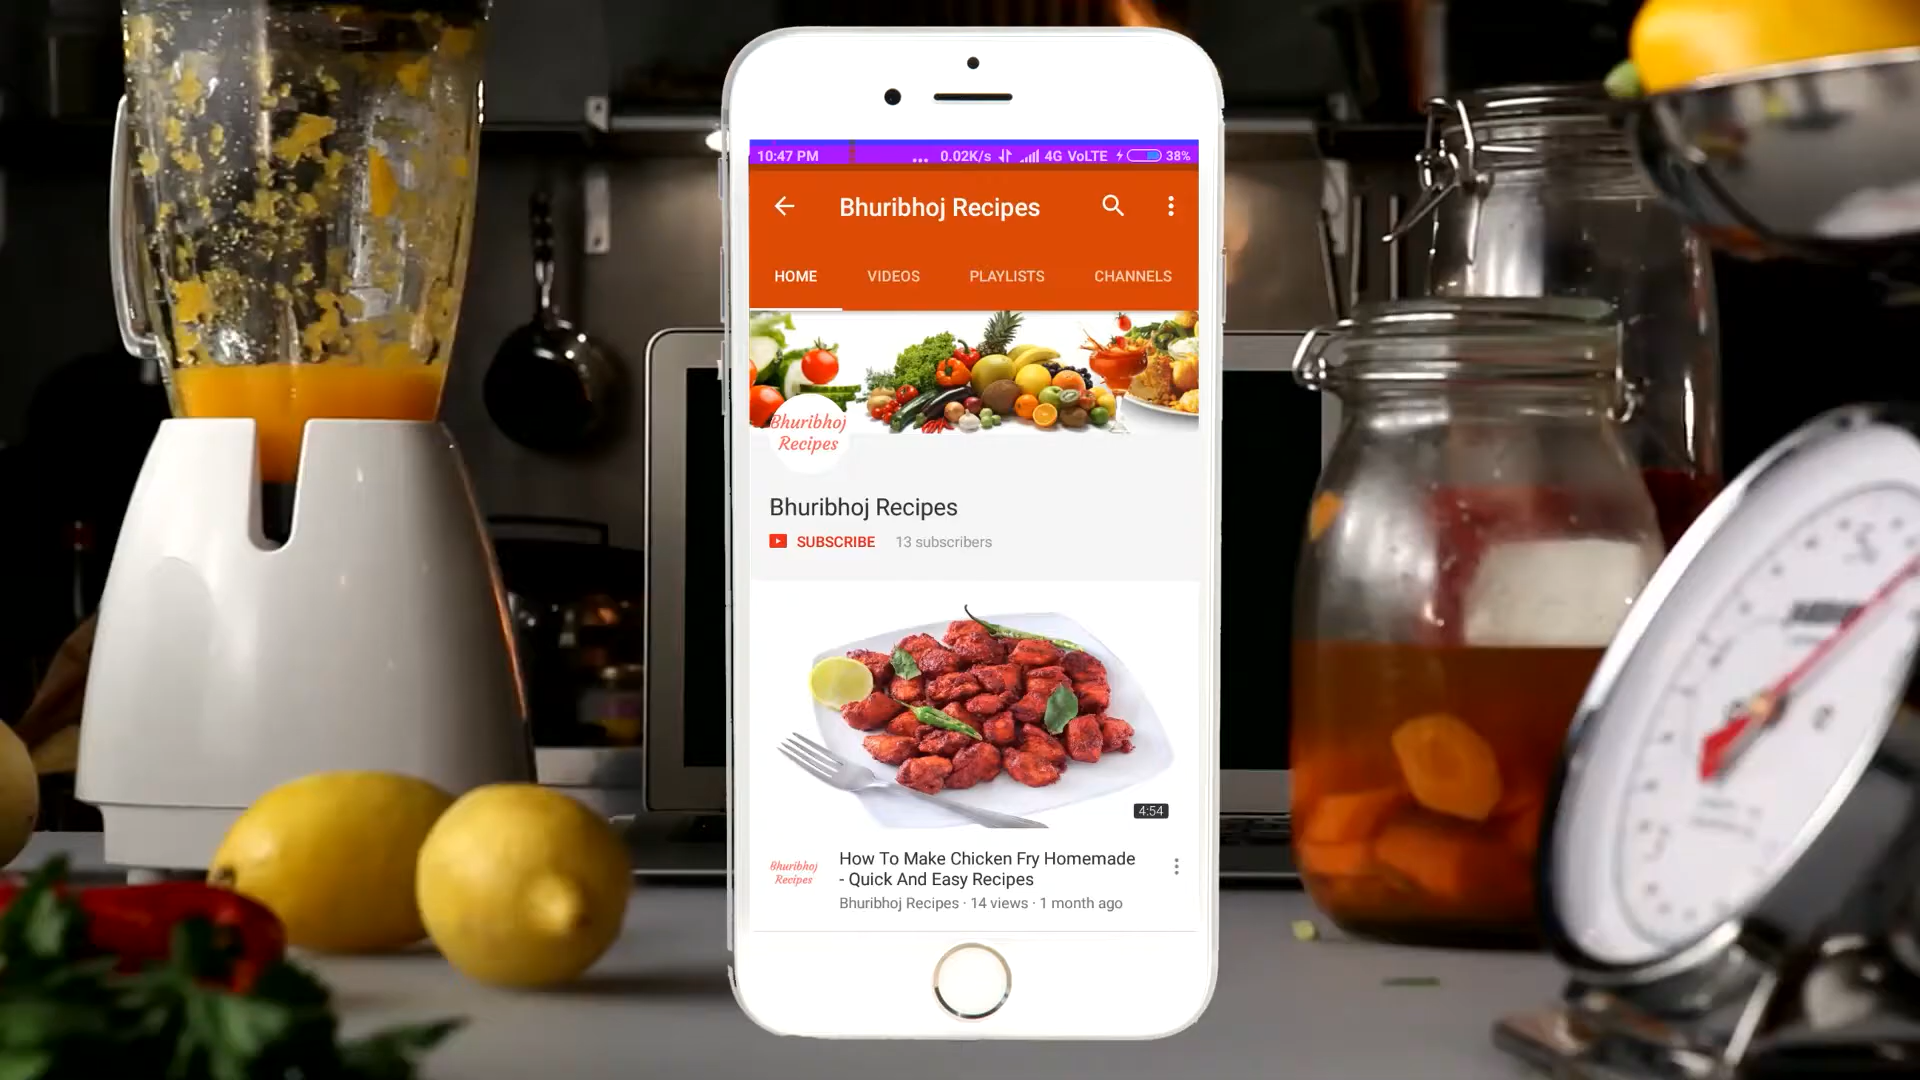 10:47 PM ... 0.02K/s 4G VoLTE 38%
Bhuribhoj Recipes
HOME VIDEOS PLAYLISTS CHANNELS
Bhuribhoj
Recipes
Bhuribhoj Recipes
SUBSCRIBE 13 subscribers
4:54
Bhuribhoj
Recipes
How To Make Chicken Fry Homemade
- Quick And Easy Recipes
Bhuribhoj Recipes · 14 views · 1 month ago